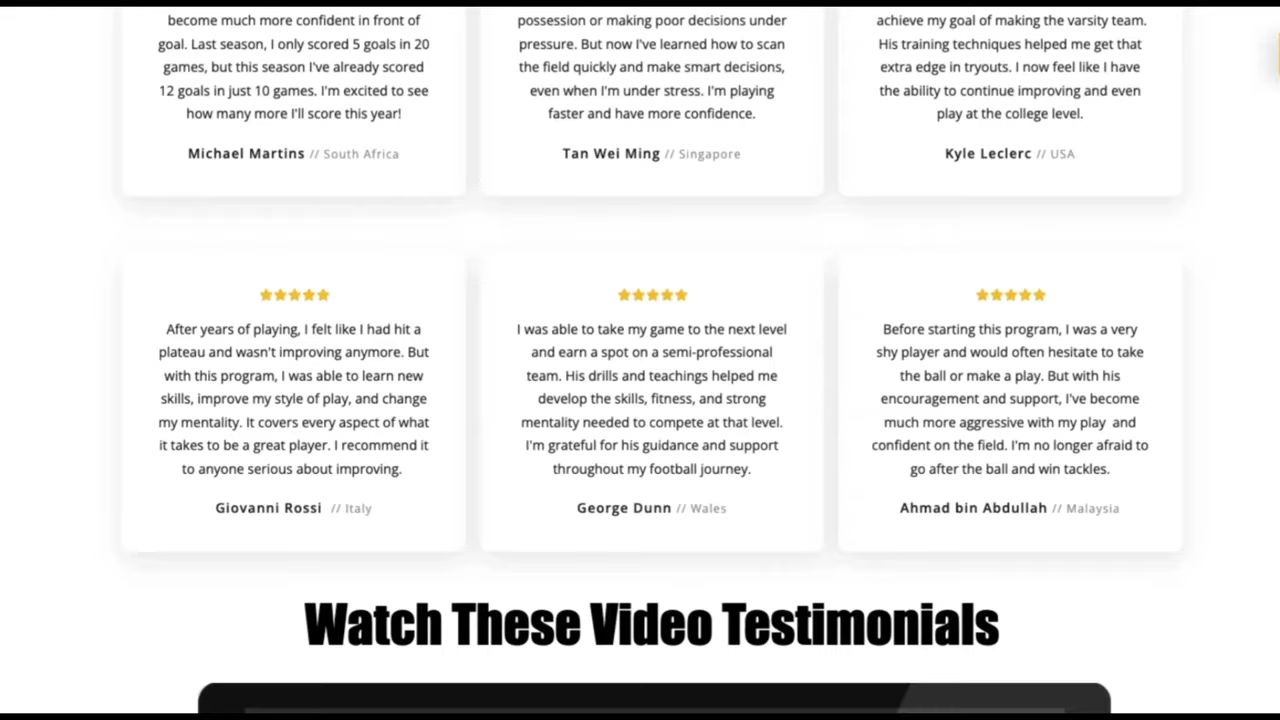 become much more confident in front of
goal. Last season, I only scored 5 goals in 20
games, but this season I've already scored
12 goals in just 10 games. I'm excited to see
how many more I'll score this year!
Michael Martins // South Africa
possession or making poor decisions under
pressure. But now I've learned how to scan
the field quickly and make smart decisions,
even when I'm under stress. I'm playing
faster and have more confidence.
Tan Wei Ming // Singapore
achieve my goal of making the varsity team.
His training techniques helped me get that
extra edge in tryouts. I now feel like I have
the ability to continue improving and even
play at the college level.
Kyle Leclerc // USA
After years of playing, I felt like I had hit a
plateau and wasn't improving anymore. But
with this program, I was able to learn new
skills, improve my style of play, and change
my mentality. It covers every aspect of what
it takes to be a great player. I recommend it
to anyone serious about improving.
Giovanni Rossi // Italy
I was able to take my game to the next level
and earn a spot on a semi-professional
team. His drills and teachings helped me
develop the skills, fitness, and strong
mentality needed to compete at that level.
I'm grateful for his guidance and support
throughout my football journey.
George Dunn // Wales
Before starting this program, I was a very
shy player and would often hesitate to take
the ball or make a play. But with his
encouragement and support, I've become
much more aggressive with my play and
confident on the field. I'm no longer afraid to
go after the ball and win tackles.
Ahmad bin Abdullah // Malaysia
Watch These Video Testimonials